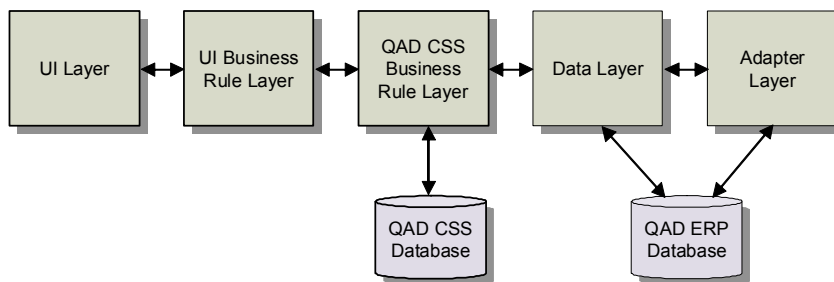 UI Layer
UI Business
Rule Layer
QAD CSS
Business
Rule Layer
Data Layer
Adapter
Layer
QAD CSS
Database
QAD ERP
Database